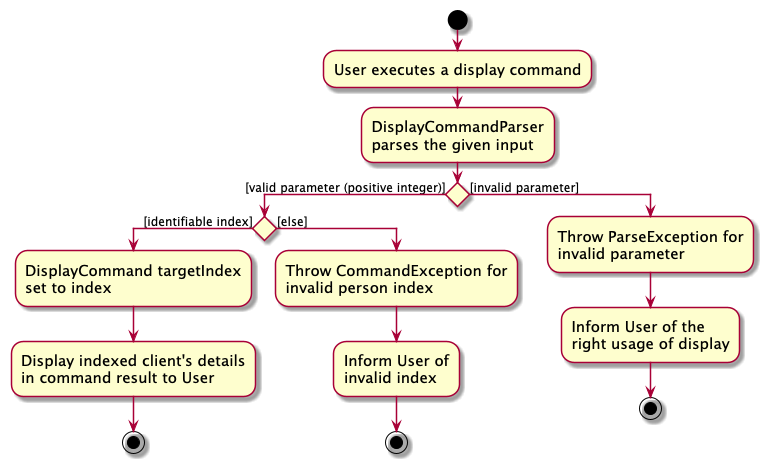 User executes a display command
DisplayCommandParser
parses the given input
[valid parameter (positive integer)]
[invalid parameter]
[identifiable index]
[else]
DisplayCommand targetIndex
set to index
Throw CommandException for
invalid person index
Throw ParseException for
invalid parameter
Display indexed client's details
in command result to User
Inform User of
invalid index
Inform User of the
right usage of display